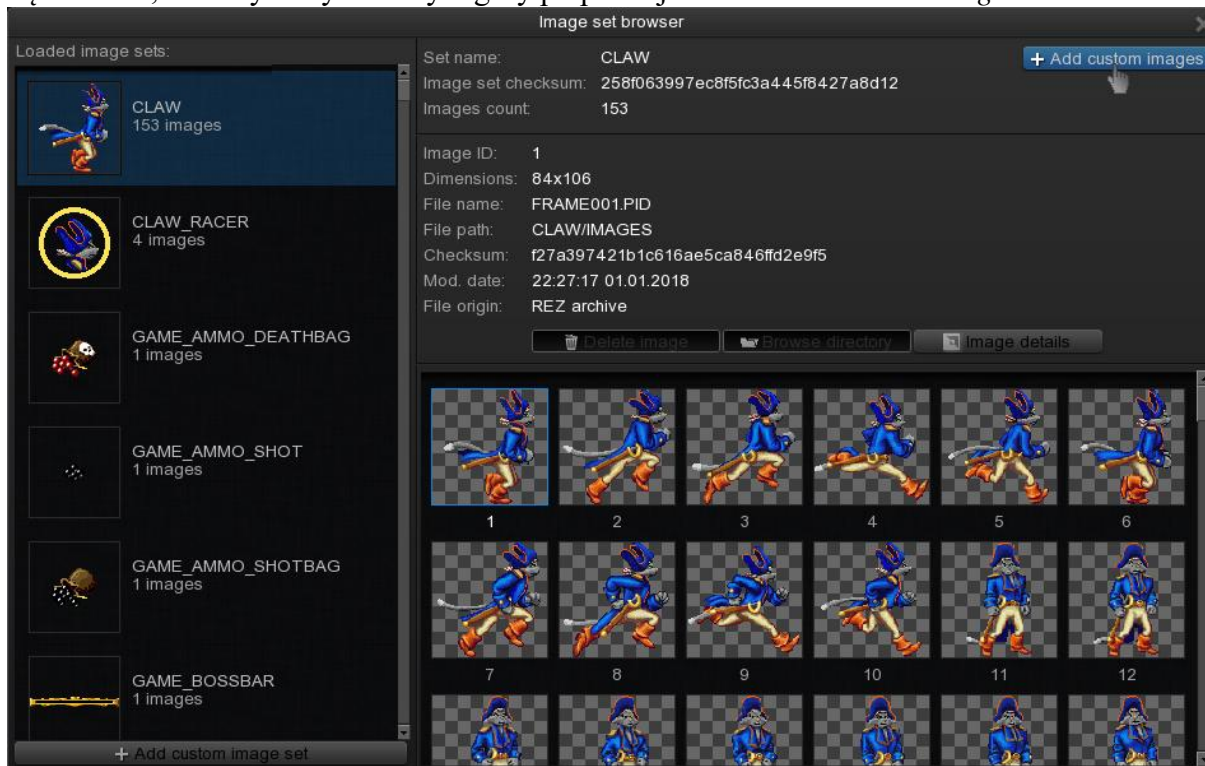 Image set browser
Loaded image sets:
CLAW
153 images
CLAW_RACER
4 images
GAME_AMMO_DEATHBAG
1 images
GAME_AMMO_SHOT
1 images
GAME_AMMO_SHOTBAG
1 images
GAME_BOSSBAR
1 images
+ Add custom image set
Set name: CLAW
+ Add custom images
Image set checksum: 258f063997ec8f5fc3a445f8427a8d12
Images count: 153
Image ID: 1
Dimensions: 84x106
File name: FRAME001.PID
File path: CLAW/IMAGES
Checksum: f27a397421b1c616ae5ca846ffd2e9f5
Mod. date: 22:27:17 01.01.2018
File origin: REZ archive
Delete image Browse directory Image details
1 2 3 4 5 6
7 8 9 10 11 12